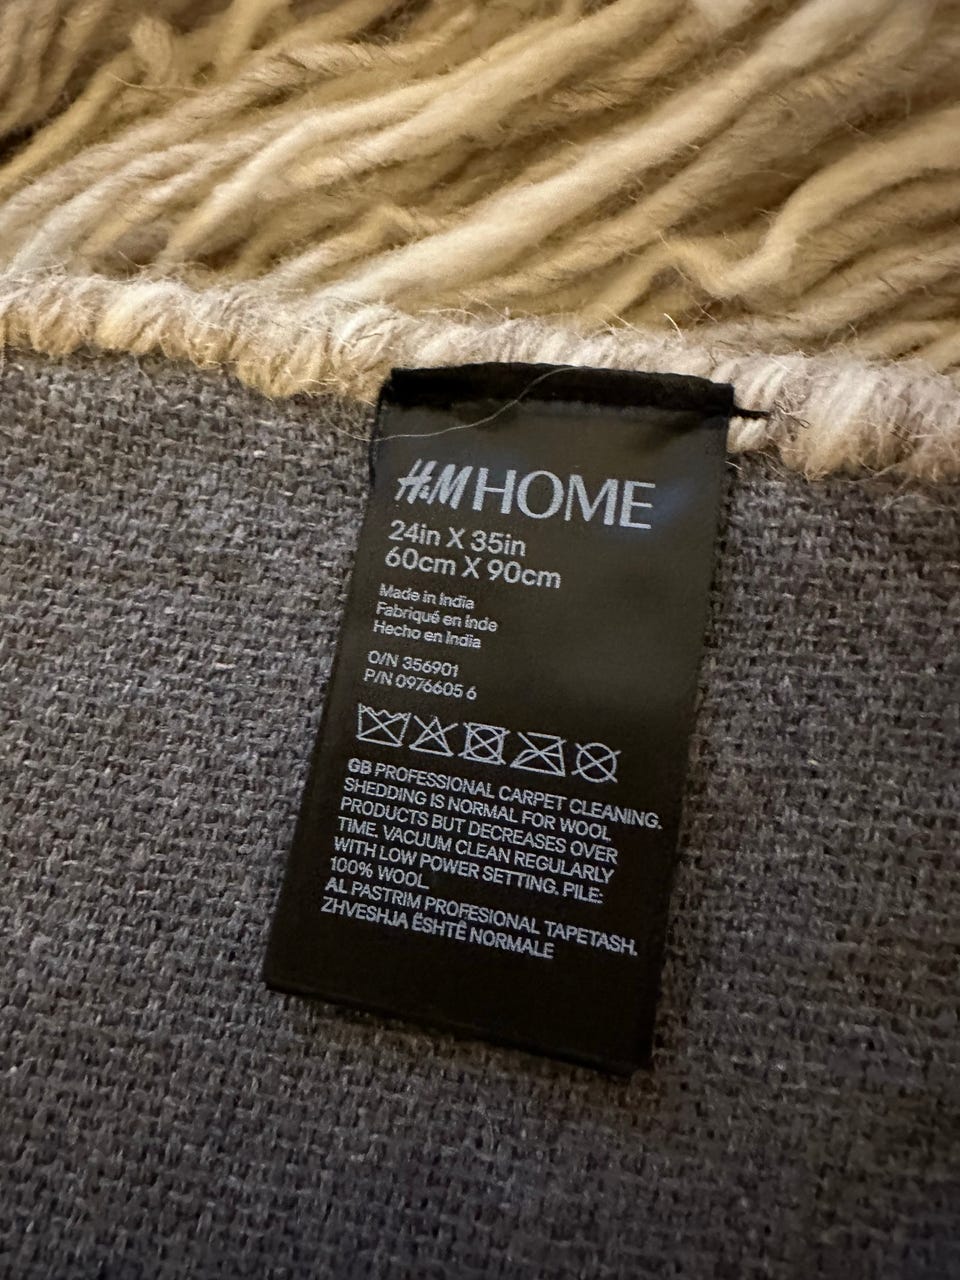 H&M HOME
24in X 35in
60cm X 90cm
Made in India
Fabriqué en Inde
Hecho en India
O/N 356901
P/N 0976605 6
GB PROFESSIONAL CARPET CLEANING.
SHEDDING IS NORMAL FOR WOOL
PRODUCTS BUT DECREASES OVER
TIME. VACUUM CLEAN REGULARLY
WITH LOW POWER SETTING. PILE:
100% WOOL
AL PASTRIM PROFESIONAL TAPETASH.
ZHVESHJA ËSHTË NORMALE